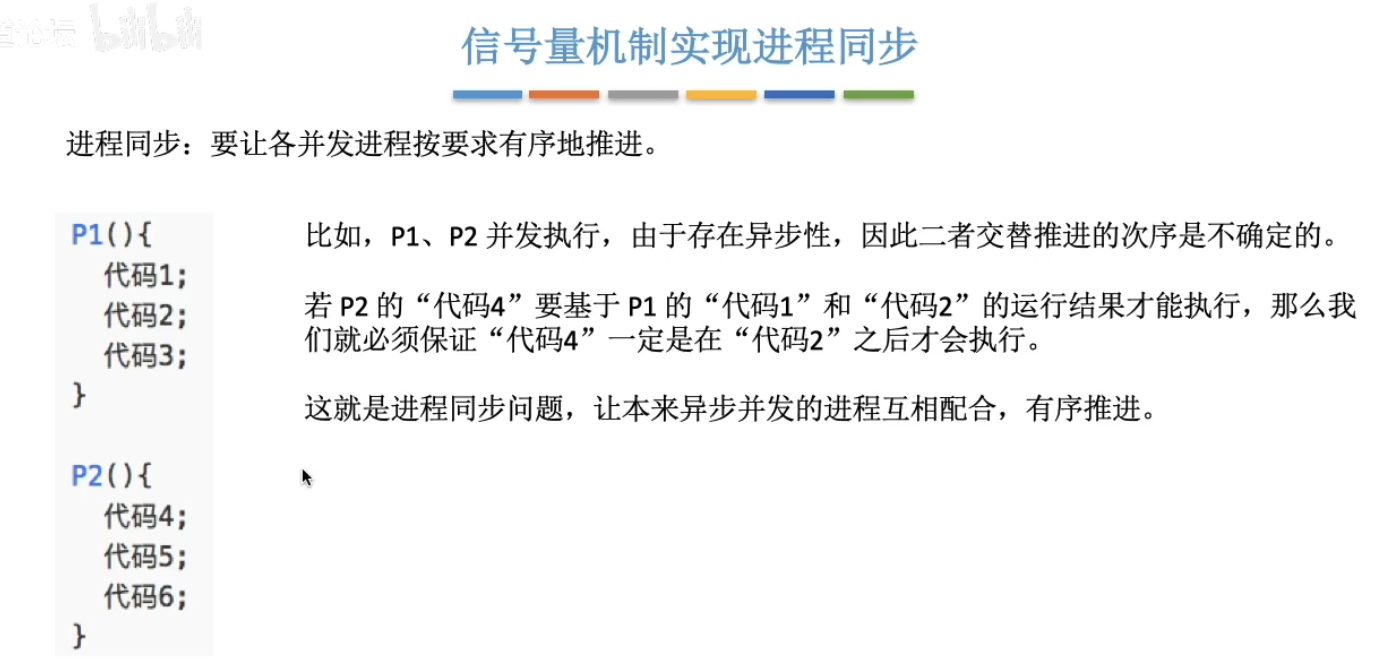 bilibili
信号量机制实现进程同步
进程同步：要让各并发进程按要求有序地推进。
P1(){
代码1;
代码2;
代码3;
}
P2(){
代码4;
代码5;
代码6;
}
比如，P1、P2 并发执行，由于存在异步性，因此二者交替推进的次序是不确定的。
若 P2 的“代码4”要基于 P1 的“代码1”和“代码2”的运行结果才能执行，那么我
们就必须保证“代码4”一定是在“代码2”之后才会执行。
这就是进程同步问题，让本来异步并发的进程互相配合，有序推进。